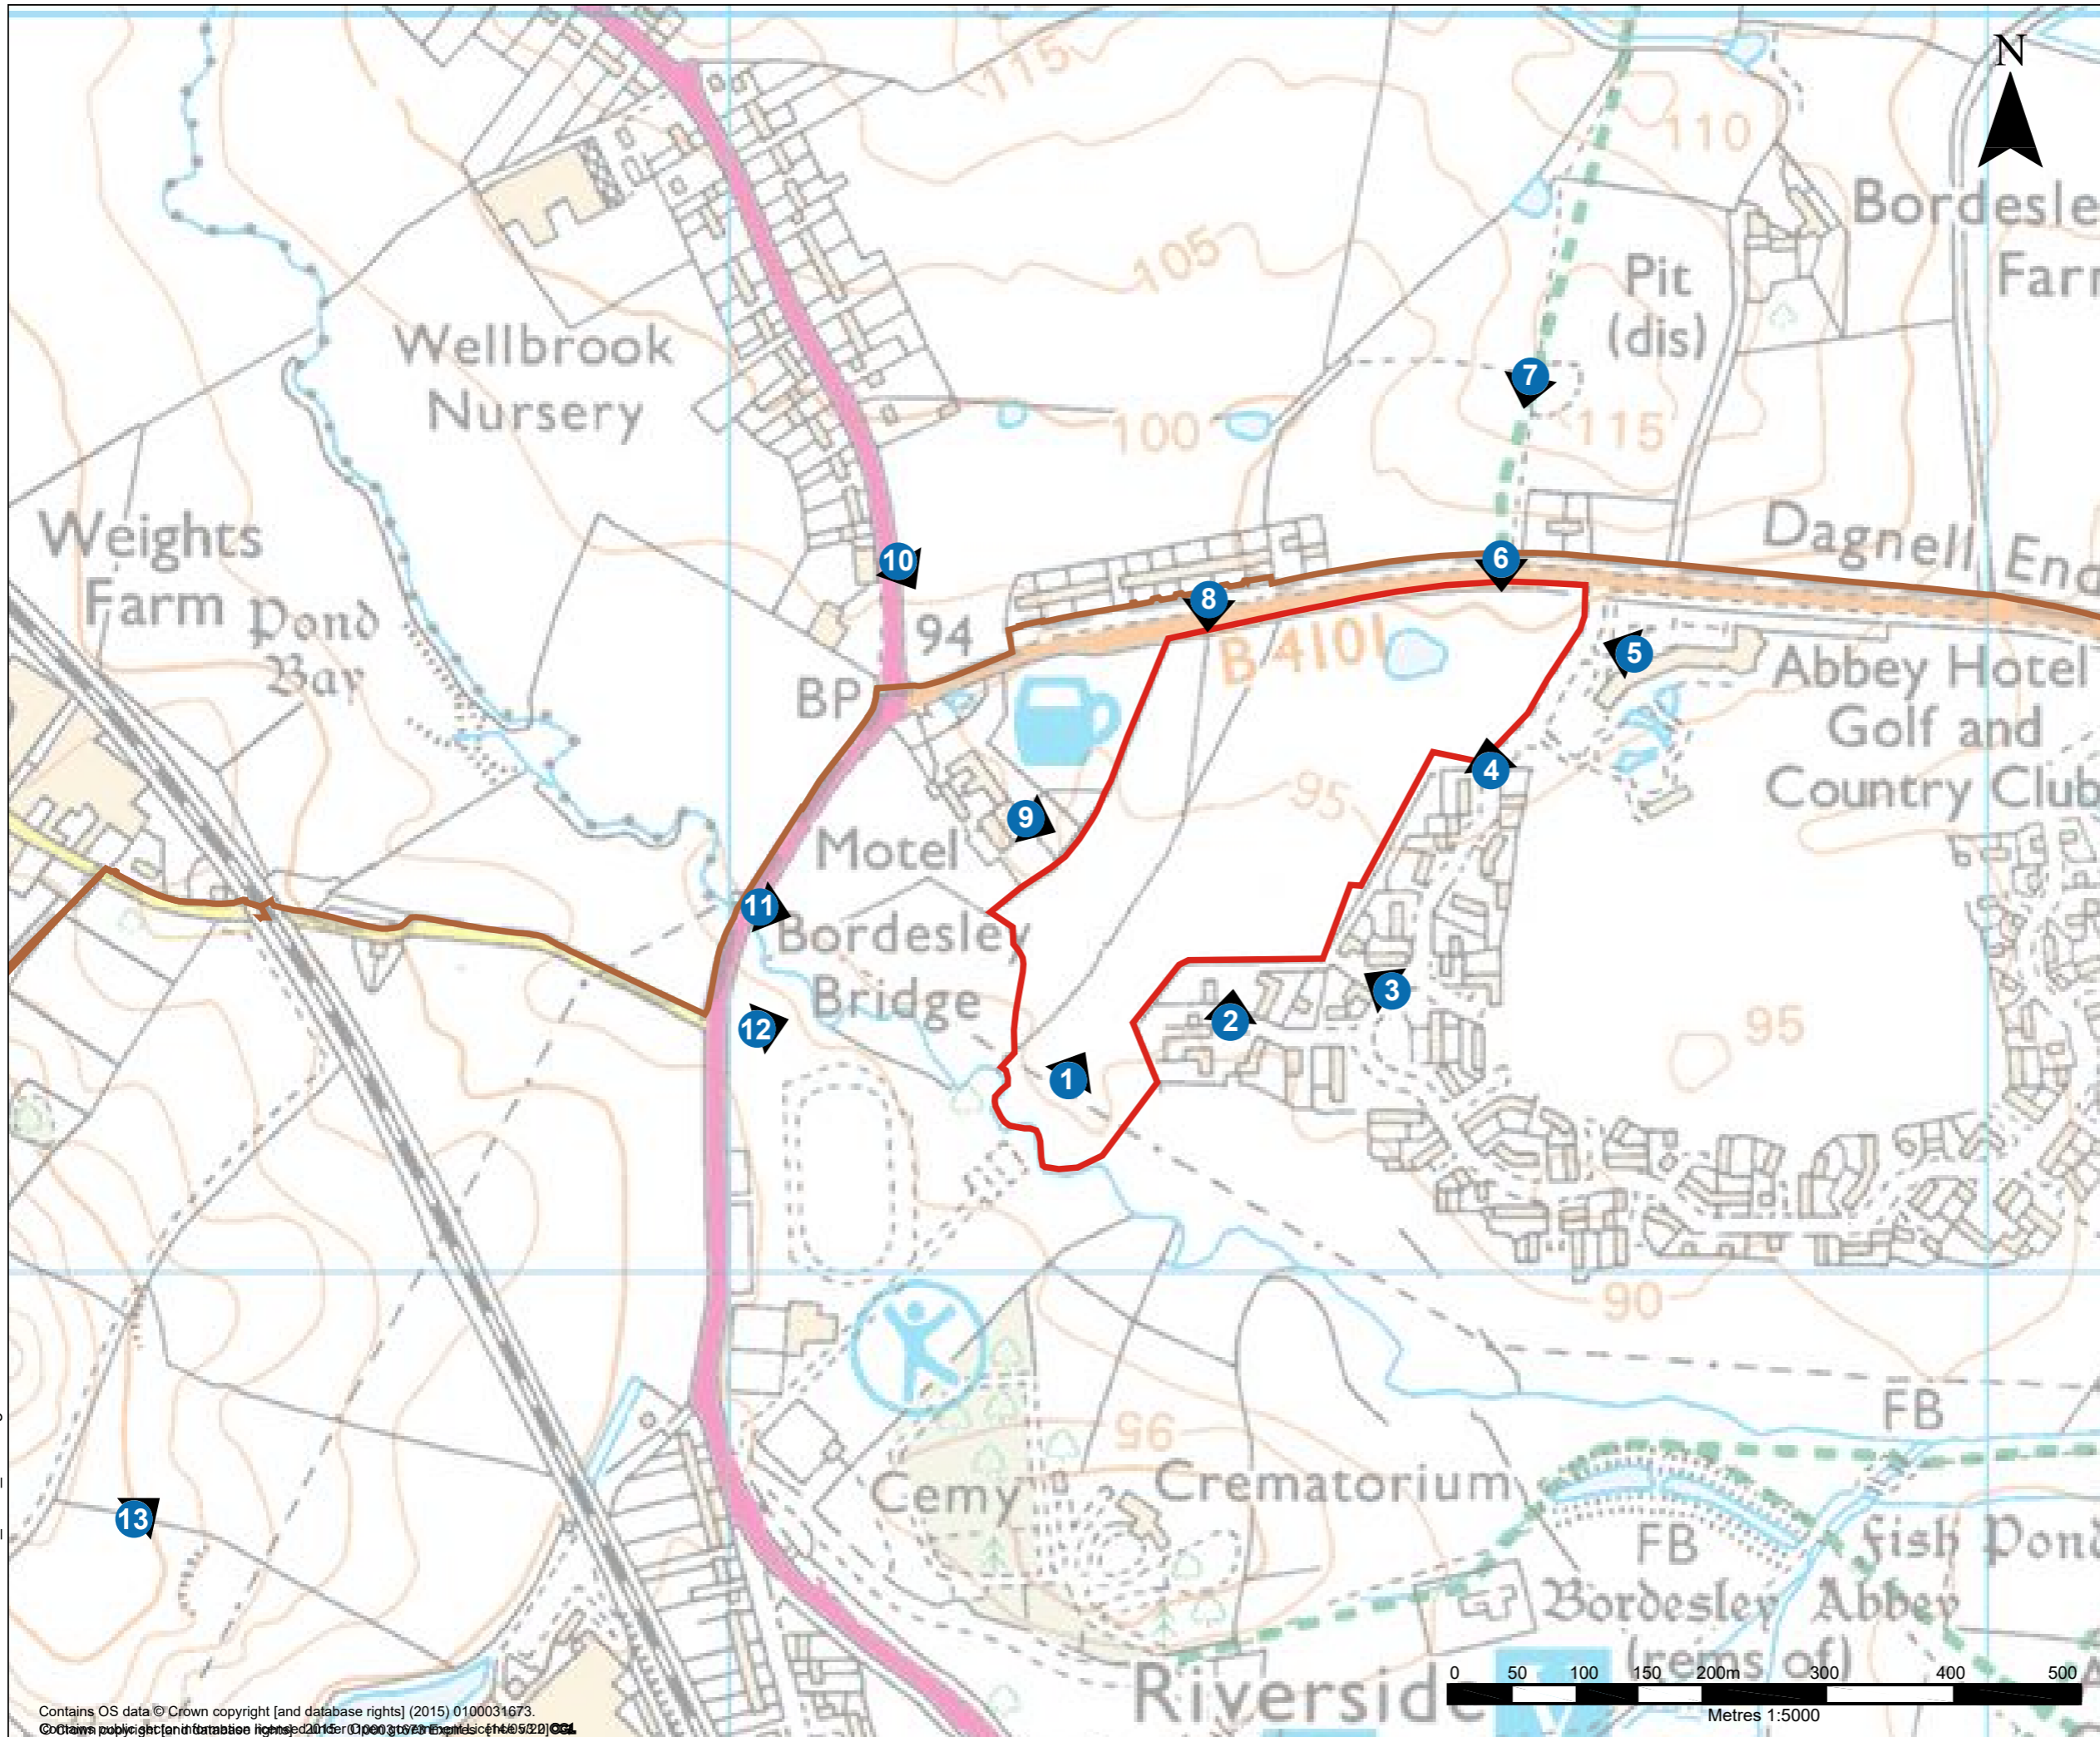 N
115
110
Bordesle
Farm
105
Pit
(dis)
Wellbrook
Nursery
7
100
115
Weights
Farm
Dagnell End
10
6
8
94
Pond
Bay
B 4101
5
BP
Abbey Hotel
Golf and
Country Club
4
95
9
Motel
11
Bordesley
Bridge
12
3
2
95
1
90
FB
95
Cemy
Crematorium
13
FB
Fish Pond
Bordesley Abbey
(rems of)
Riverside
0 50 100 150 200m 300 400 500
Metres 1:5000
Contains OS data © Crown copyright [and database rights] (2015) 0100031673.